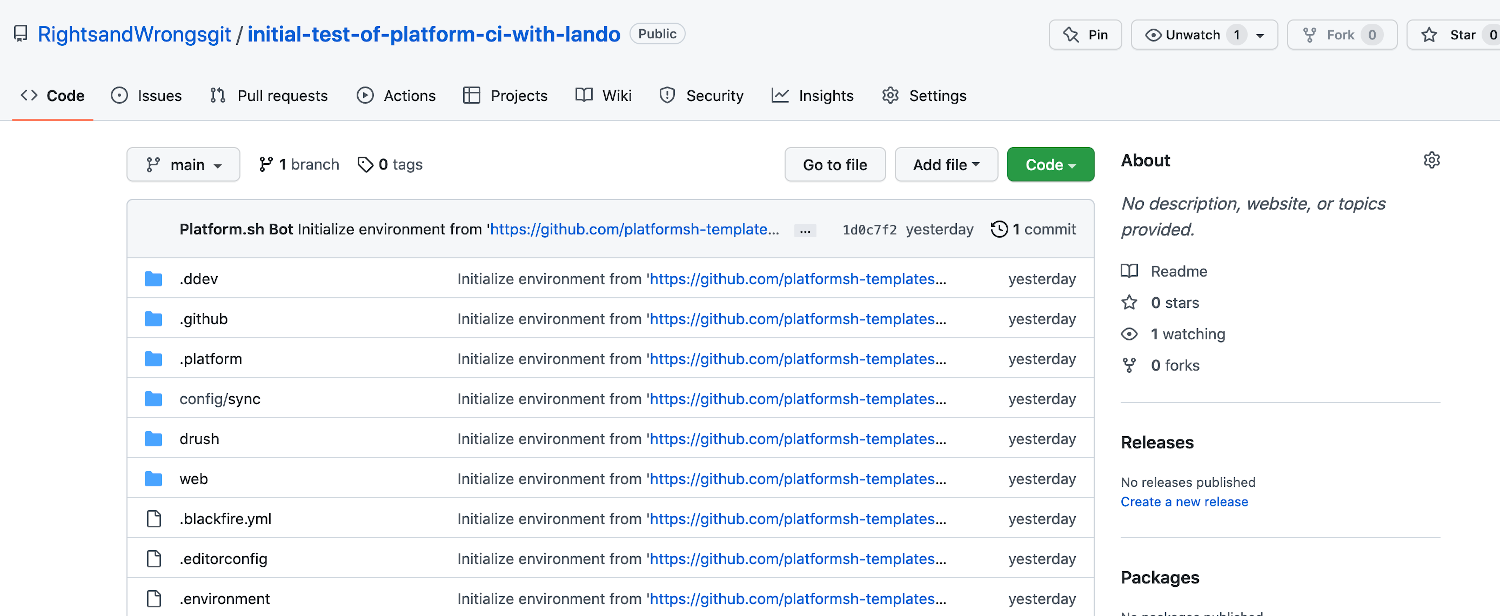 RightsandWrongsgit / initial-test-of-platform-ci-with-lando Public Pin Unwatch 1 Fork 0 Star 0
<> Code Issues Pull requests Actions Projects Wiki Security Insights Settings
main 1 branch 0 tags Go to file Add file Code
Platform.sh Bot Initialize environment from 'https://github.com/platformsh-template... ... 1d0c7f2 yesterday 1 commit
.ddev Initialize environment from 'https://github.com/platformsh-templates... yesterday
.github Initialize environment from 'https://github.com/platformsh-templates... yesterday
.platform Initialize environment from 'https://github.com/platformsh-templates... yesterday
config/sync Initialize environment from 'https://github.com/platformsh-templates... yesterday
drush Initialize environment from 'https://github.com/platformsh-templates... yesterday
web Initialize environment from 'https://github.com/platformsh-templates... yesterday
.blackfire.yml Initialize environment from 'https://github.com/platformsh-templates... yesterday
.editorconfig Initialize environment from 'https://github.com/platformsh-templates... yesterday
.environment Initialize environment from 'https://github.com/platformsh-templates... yesterday
About
No description, website, or topics
provided.
Readme
0 stars
1 watching
0 forks
Releases
No releases published
Create a new release
Packages
No packages published